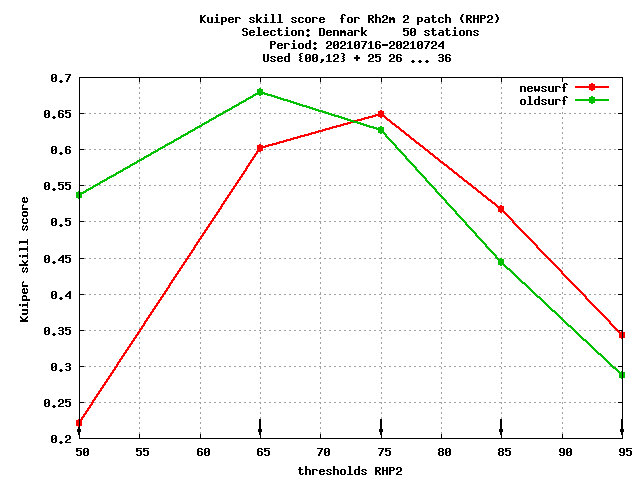 Kuiper skill score  for Rh2m 2 patch (RHP2)
Selection: Denmark     50 stations
Period: 20210716-20210724
Used {00,12} + 25 26 ... 36
newsurf
oldsurf
Kuiper skill score
0.7
0.65
0.6
0.55
0.5
0.45
0.4
0.35
0.3
0.25
0.2
50 55 60 65 70 75 80 85 90 95
thresholds RHP2